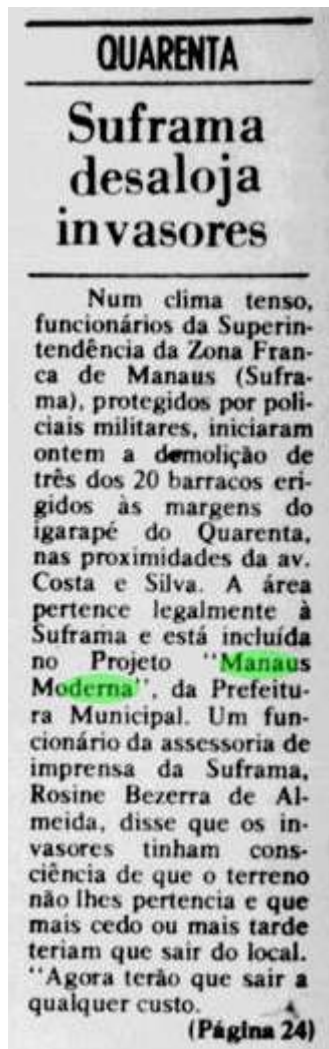 QUARENTA
Suframa
desaloja
invasores
Num clima tenso,
funcionários da Superin-
tendência da Zona Fran-
ca de Manaus (Sufra-
ma), protegidos por poli-
ciais militares, iniciaram
ontem a demolição de
três dos 20 barracos eri-
gidos às margens do
igarapé do Quarenta,
nas proximidades da av.
Costa e Silva. A área
pertence legalmente à
Suframa e está incluída
no Projeto "Manaus
Moderna", da Prefeitu-
ra Municipal. Um fun-
cionário da assessoria de
imprensa da Suframa,
Rosine Bezerra de Al-
meida, disse que os in-
vasores tinham cons-
ciência de que o terreno
não lhes pertencia e que
mais cedo ou mais tarde
teriam que sair do local.
"Agora terão que sair a
qualquer custo.
(Página 24)